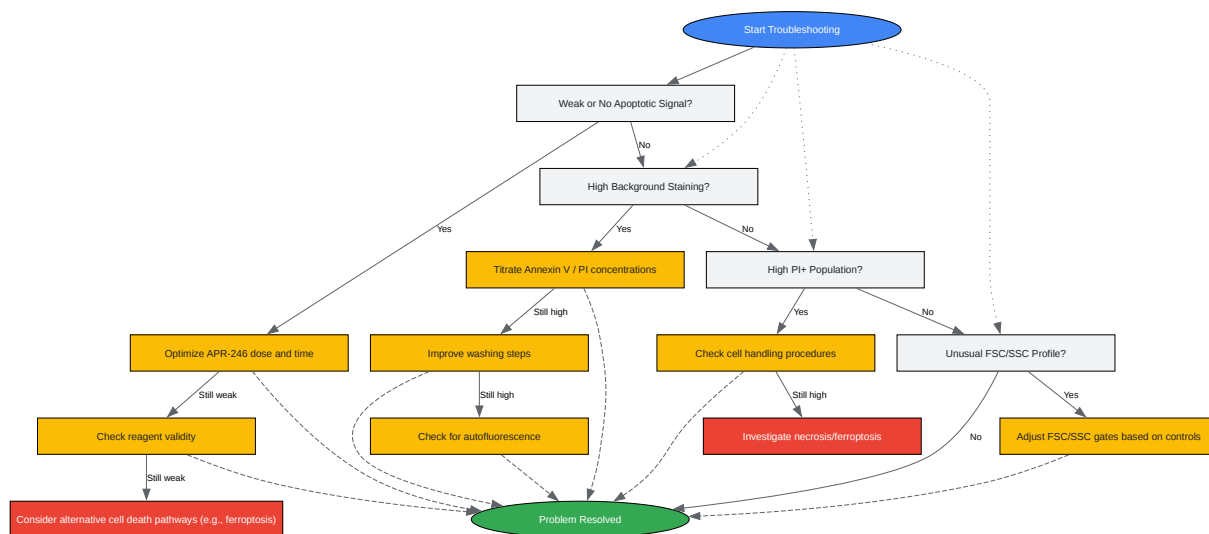 Start Troubleshooting
Weak or No Apoptotic Signal?
No
High Background Staining?
Yes
Yes
No
Titrate Annexin V / PI concentrations
High PI+ Population?
Still high
Yes
No
Optimize APR-246 dose and time
Improve washing steps
Check cell handling procedures
Unusual FSC/SSC Profile?
Still weak
Still high
Still high
Yes
Check reagent validity
Check for autofluorescence
Investigate necrosis/ferroptosis
No
Adjust FSC/SSC gates based on controls
Still weak
Consider alternative cell death pathways (e.g., ferroptosis)
Problem Resolved